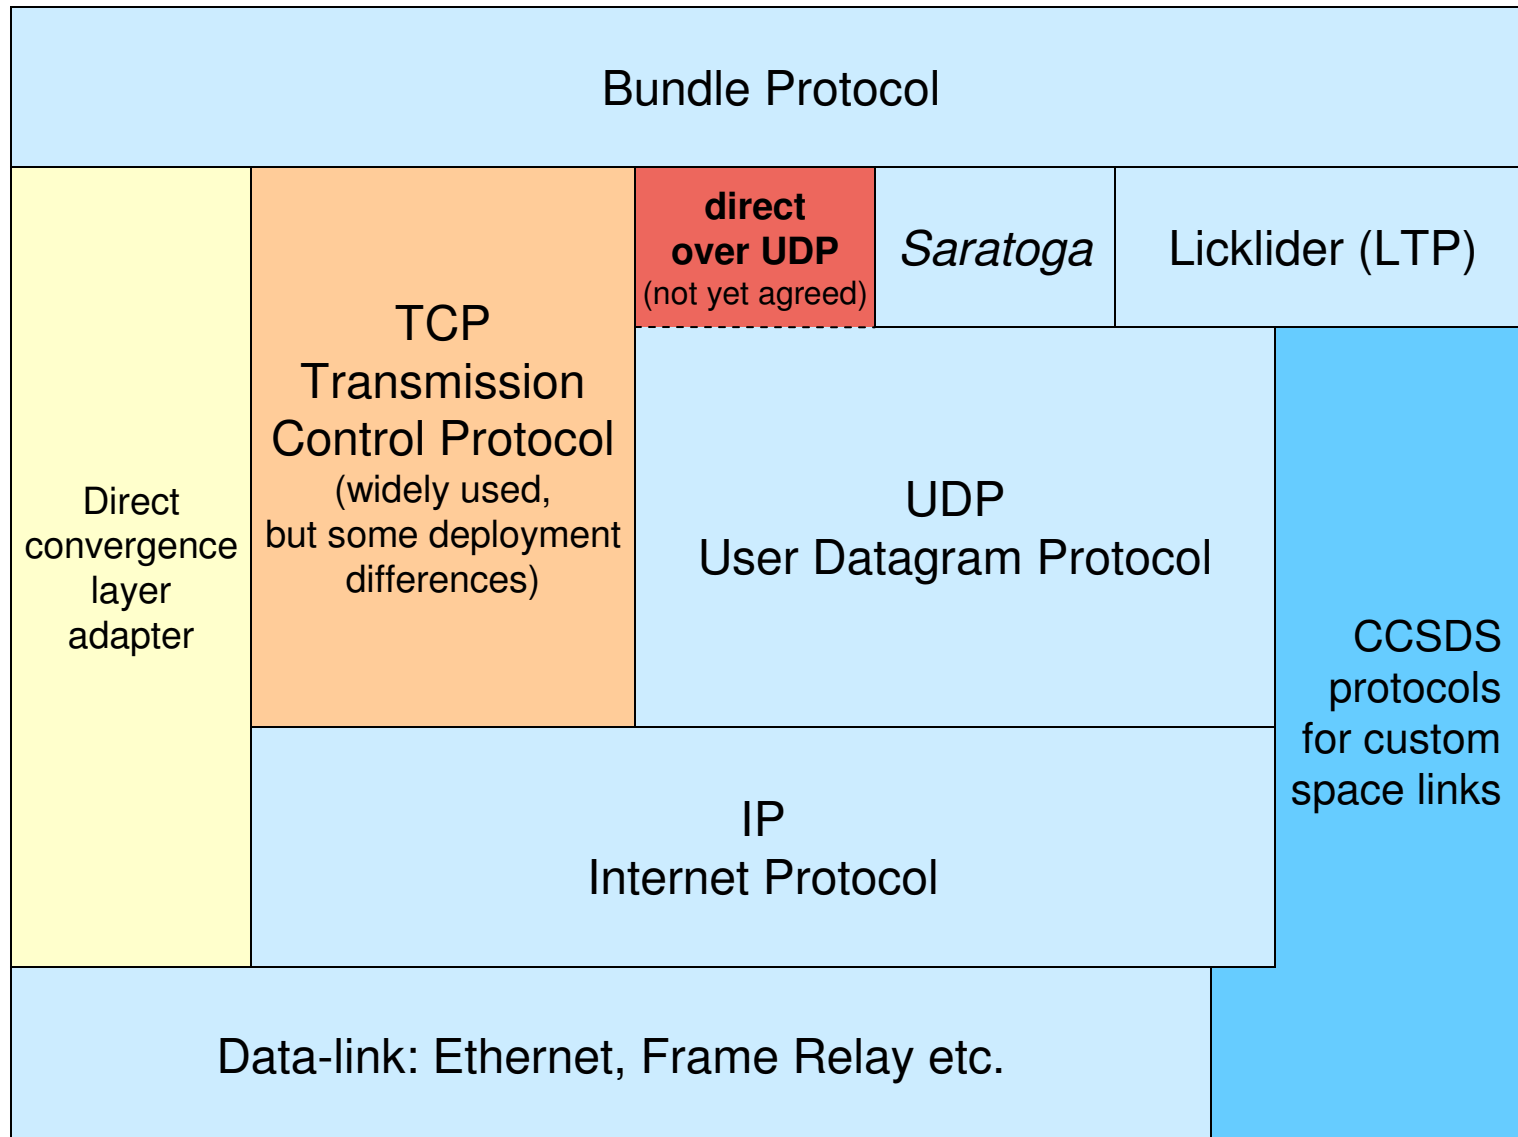 Bundle Protocol
direct
over UDP
(not yet agreed)
Saratoga
Licklider (LTP)
TCP
Transmission
Control Protocol
(widely used,
but some deployment
differences)
Direct
convergence
layer
adapter
UDP
User Datagram Protocol
CCSDS
protocols
for custom
space links
IP
Internet Protocol
Data-link: Ethernet, Frame Relay etc.